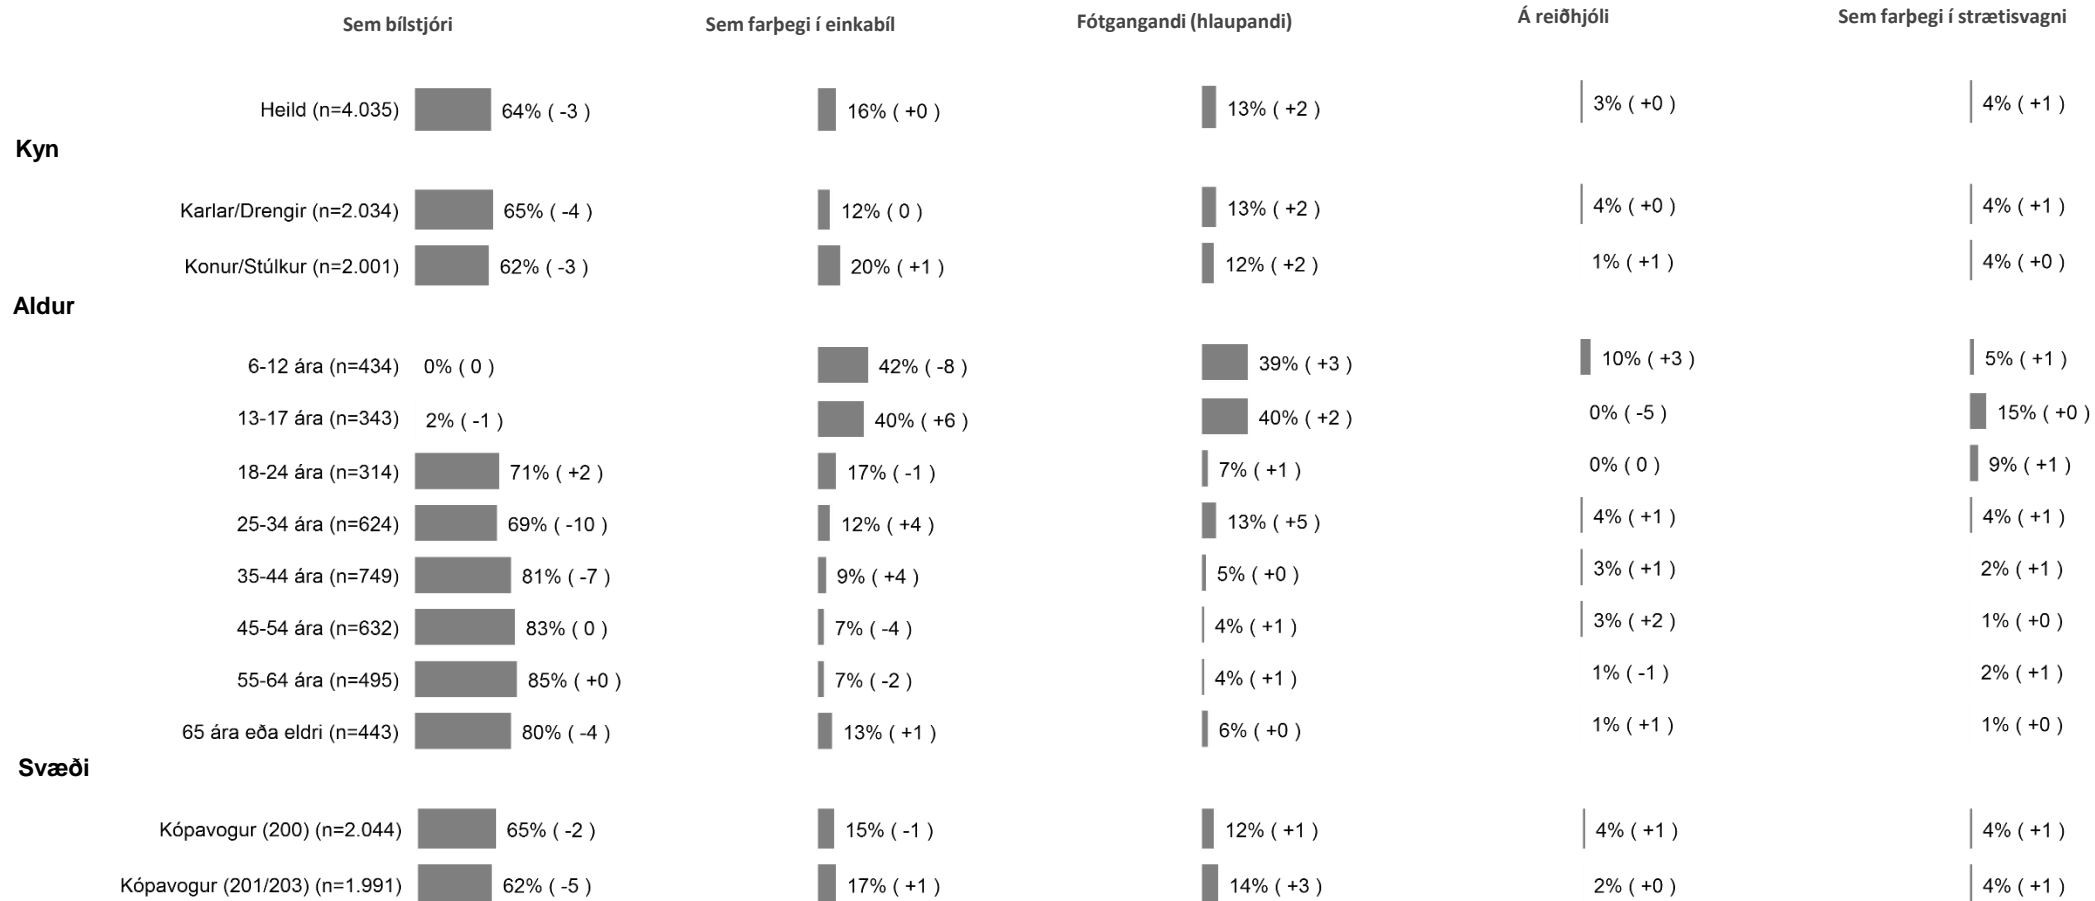 Sem bílstjóri Sem farþegi í einkabíl Fótgangandi (hlaupandi) Á reiðhjóli Sem farþegi í strætisvagni
Heild (n=4.035) 64% ( -3 ) 16% ( +0 ) 13% ( +2 ) 3% ( +0 ) 4% ( +1 )
Kyn
Karlar/Drengir (n=2.034) 65% ( -4 ) 12% ( 0 ) 13% ( +2 ) 4% ( +0 ) 4% ( +1 )
Konur/Stúlkur (n=2.001) 62% ( -3 ) 20% ( +1 ) 12% ( +2 ) 1% ( +1 ) 4% ( +0 )
Aldur
6-12 ára (n=434) 0% ( 0 ) 42% ( -8 ) 39% ( +3 ) 10% ( +3 ) 5% ( +1 )
13-17 ára (n=343) 2% ( -1 ) 40% ( +6 ) 40% ( +2 ) 0% ( -5 ) 15% ( +0 )
18-24 ára (n=314) 71% ( +2 ) 17% ( -1 ) 7% ( +1 ) 0% ( 0 ) 9% ( +1 )
25-34 ára (n=624) 69% ( -10 ) 12% ( +4 ) 13% ( +5 ) 4% ( +1 ) 4% ( +1 )
35-44 ára (n=749) 81% ( -7 ) 9% ( +4 ) 5% ( +0 ) 3% ( +1 ) 2% ( +1 )
45-54 ára (n=632) 83% ( 0 ) 7% ( -4 ) 4% ( +1 ) 3% ( +2 ) 1% ( +0 )
55-64 ára (n=495) 85% ( +0 ) 7% ( -2 ) 4% ( +1 ) 1% ( -1 ) 2% ( +1 )
65 ára eða eldri (n=443) 80% ( -4 ) 13% ( +1 ) 6% ( +0 ) 1% ( +1 ) 1% ( +0 )
Svæði
Kópavogur (200) (n=2.044) 65% ( -2 ) 15% ( -1 ) 12% ( +1 ) 4% ( +1 ) 4% ( +1 )
Kópavogur (201/203) (n=1.991) 62% ( -5 ) 17% ( +1 ) 14% ( +3 ) 2% ( +0 ) 4% ( +1 )